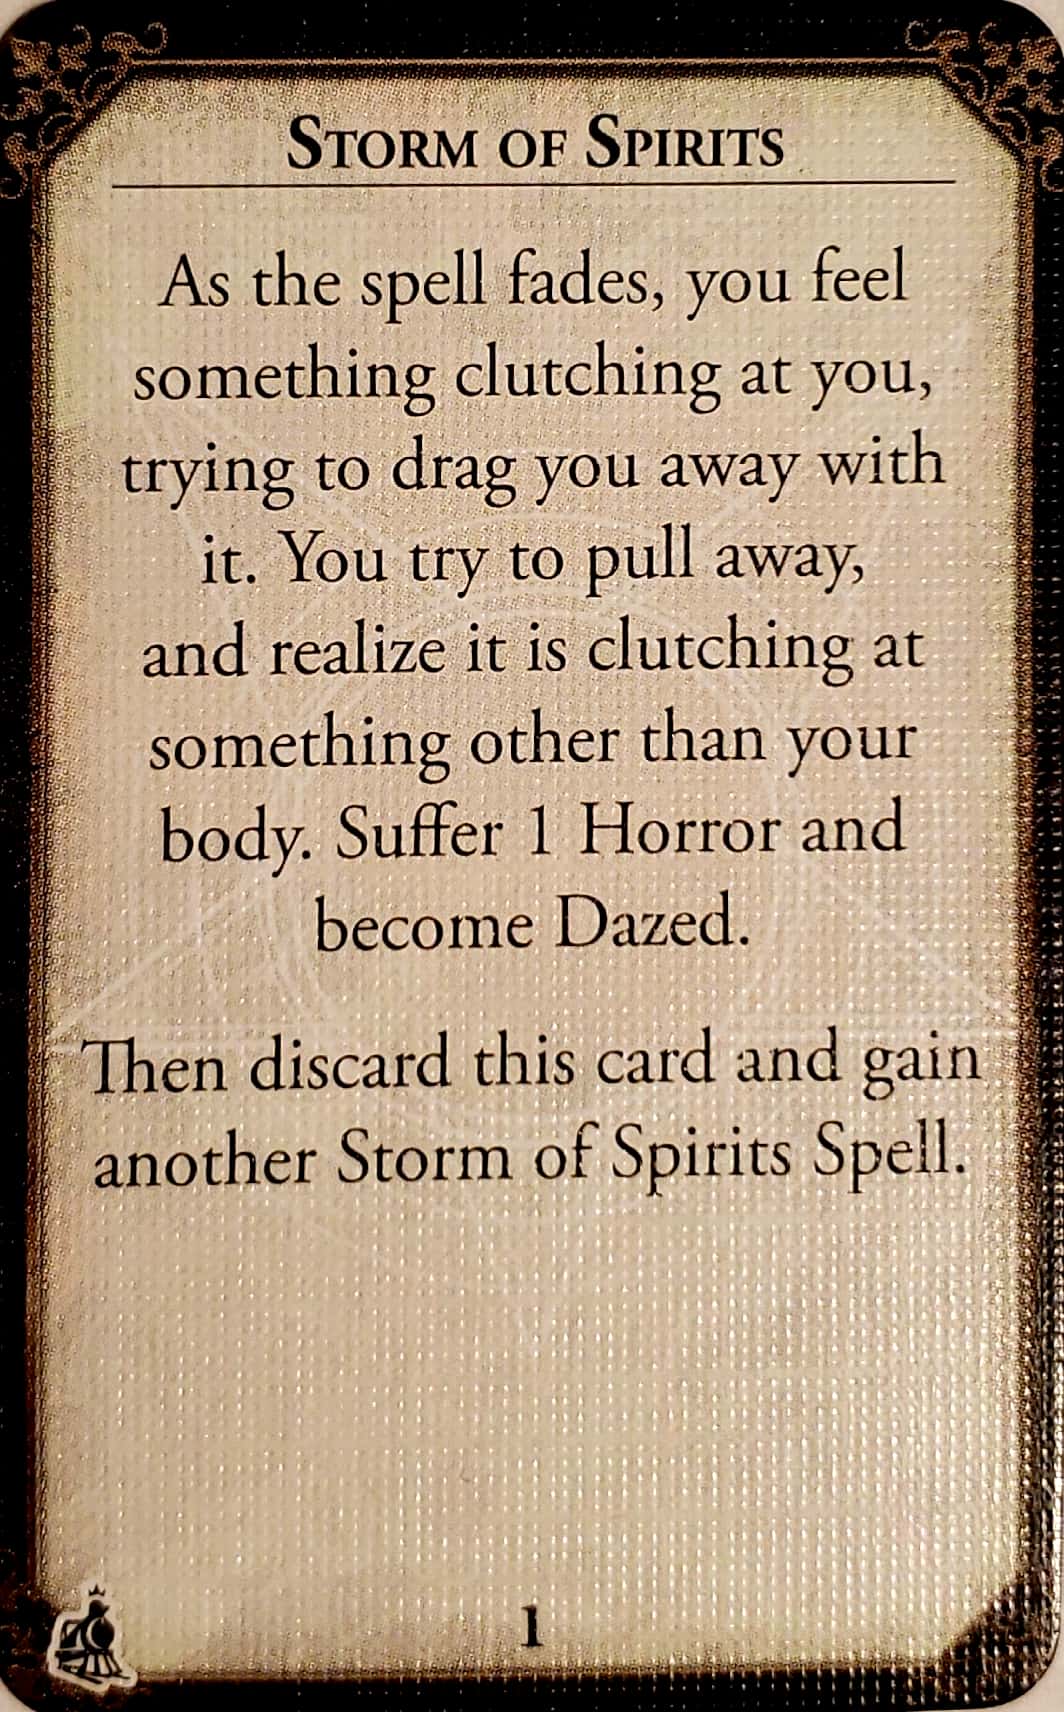 Storm of Spirits
As the spell fades, you feel
something clutching at you,
trying to drag you away with
it. You try to pull away,
and realize it is clutching at
something other than your
body. Suffer 1 Horror and
become Dazed.
Then discard this card and gain
another Storm of Spirits Spell.
1